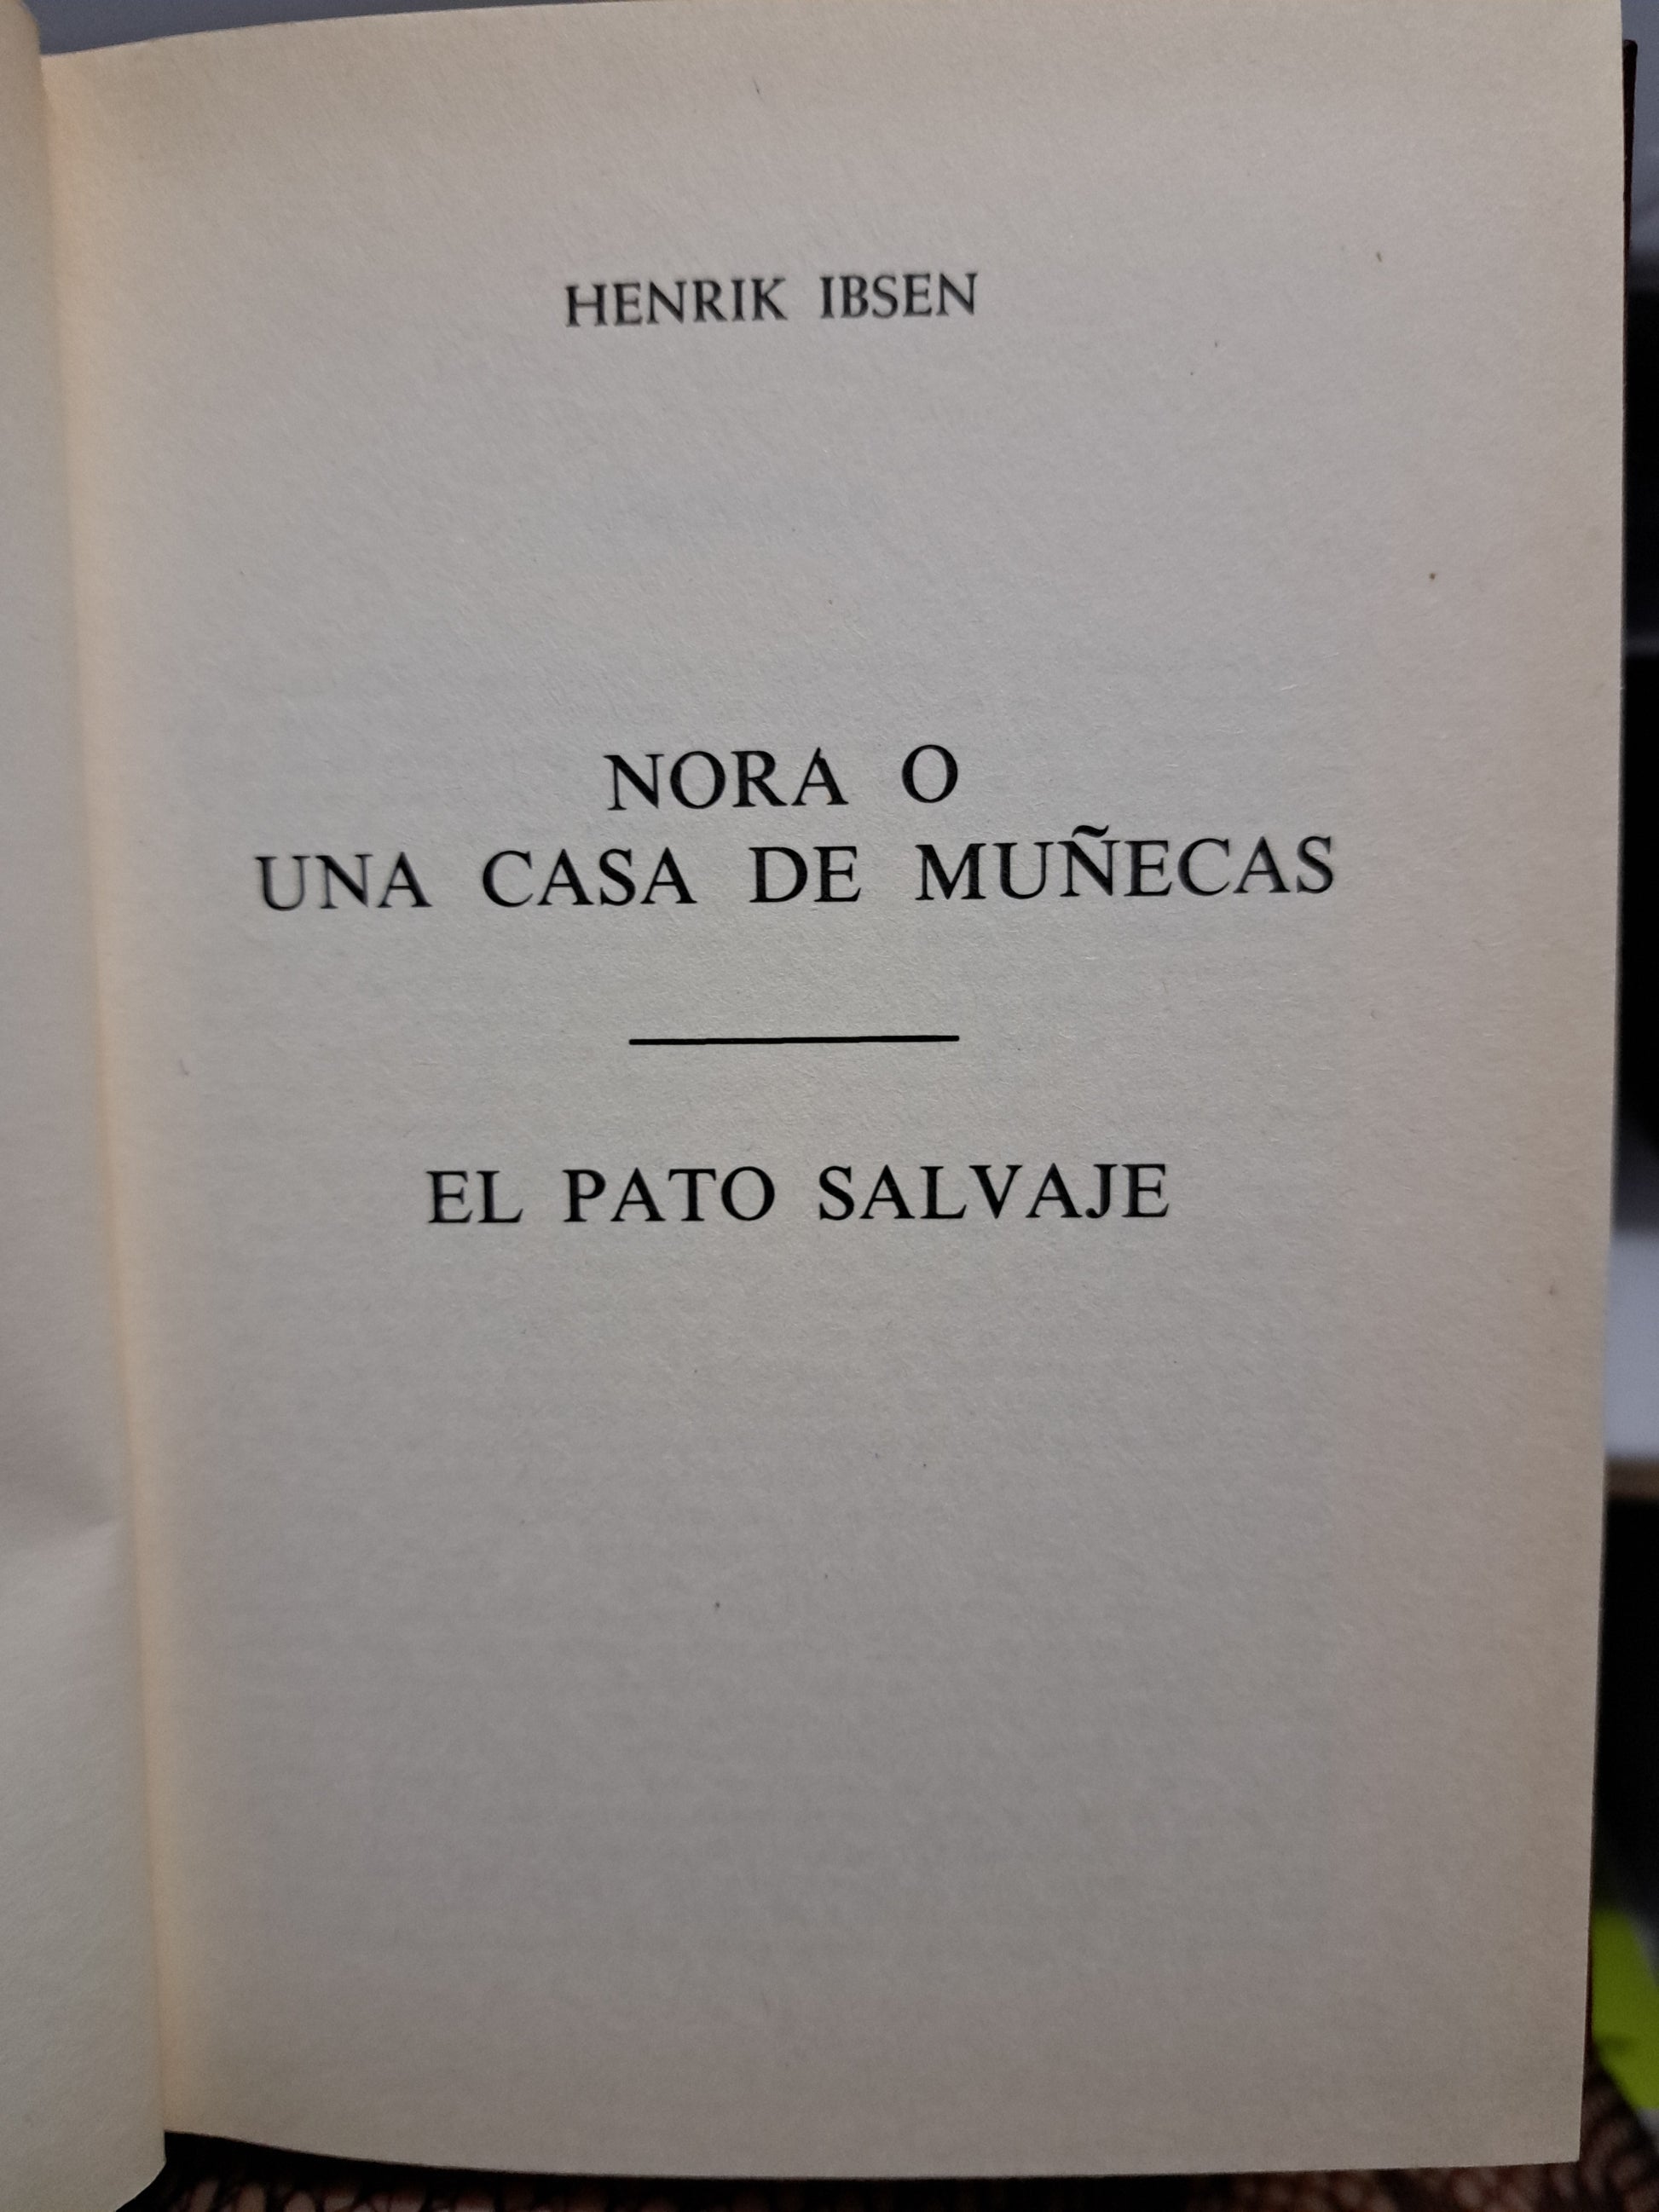 HENRIK IBSEN
NORA O
UNA CASA DE MUÑECAS
EL PATO SALVAJE